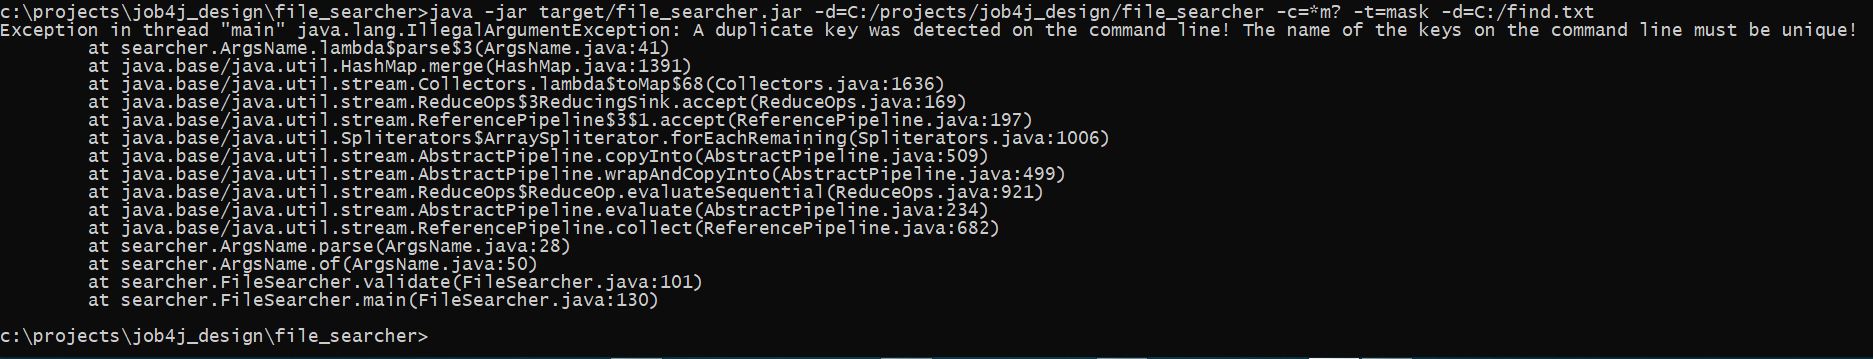 c:\projects\job4j_design\file_searcher>java -jar target/file_searcher.jar -d=C:/projects/job4j_design/file_searcher -c=*m? -t=mask -d=C:/find.txt
Exception in thread "main" java.lang.IllegalArgumentException: A duplicate key was detected on the command line! The name of the keys on the command line must be unique!
        at searcher.ArgsName.lambda$parse$3(ArgsName.java:41)
        at java.base/java.util.HashMap.merge(HashMap.java:1391)
        at java.base/java.util.stream.Collectors.lambda$toMap$68(Collectors.java:1636)
        at java.base/java.util.stream.ReduceOps$3ReducingSink.accept(ReduceOps.java:169)
        at java.base/java.util.stream.ReferencePipeline$3$1.accept(ReferencePipeline.java:197)
        at java.base/java.util.Spliterators$ArraySpliterator.forEachRemaining(Spliterators.java:1006)
        at java.base/java.util.stream.AbstractPipeline.copyInto(AbstractPipeline.java:509)
        at java.base/java.util.stream.AbstractPipeline.wrapAndCopyInto(AbstractPipeline.java:499)
        at java.base/java.util.stream.ReduceOps$ReduceOp.evaluateSequential(ReduceOps.java:921)
        at java.base/java.util.stream.AbstractPipeline.evaluate(AbstractPipeline.java:234)
        at java.base/java.util.stream.ReferencePipeline.collect(ReferencePipeline.java:682)
        at searcher.ArgsName.parse(ArgsName.java:28)
        at searcher.ArgsName.of(ArgsName.java:50)
        at searcher.FileSearcher.validate(FileSearcher.java:101)
        at searcher.FileSearcher.main(FileSearcher.java:130)
c:\projects\job4j_design\file_searcher>